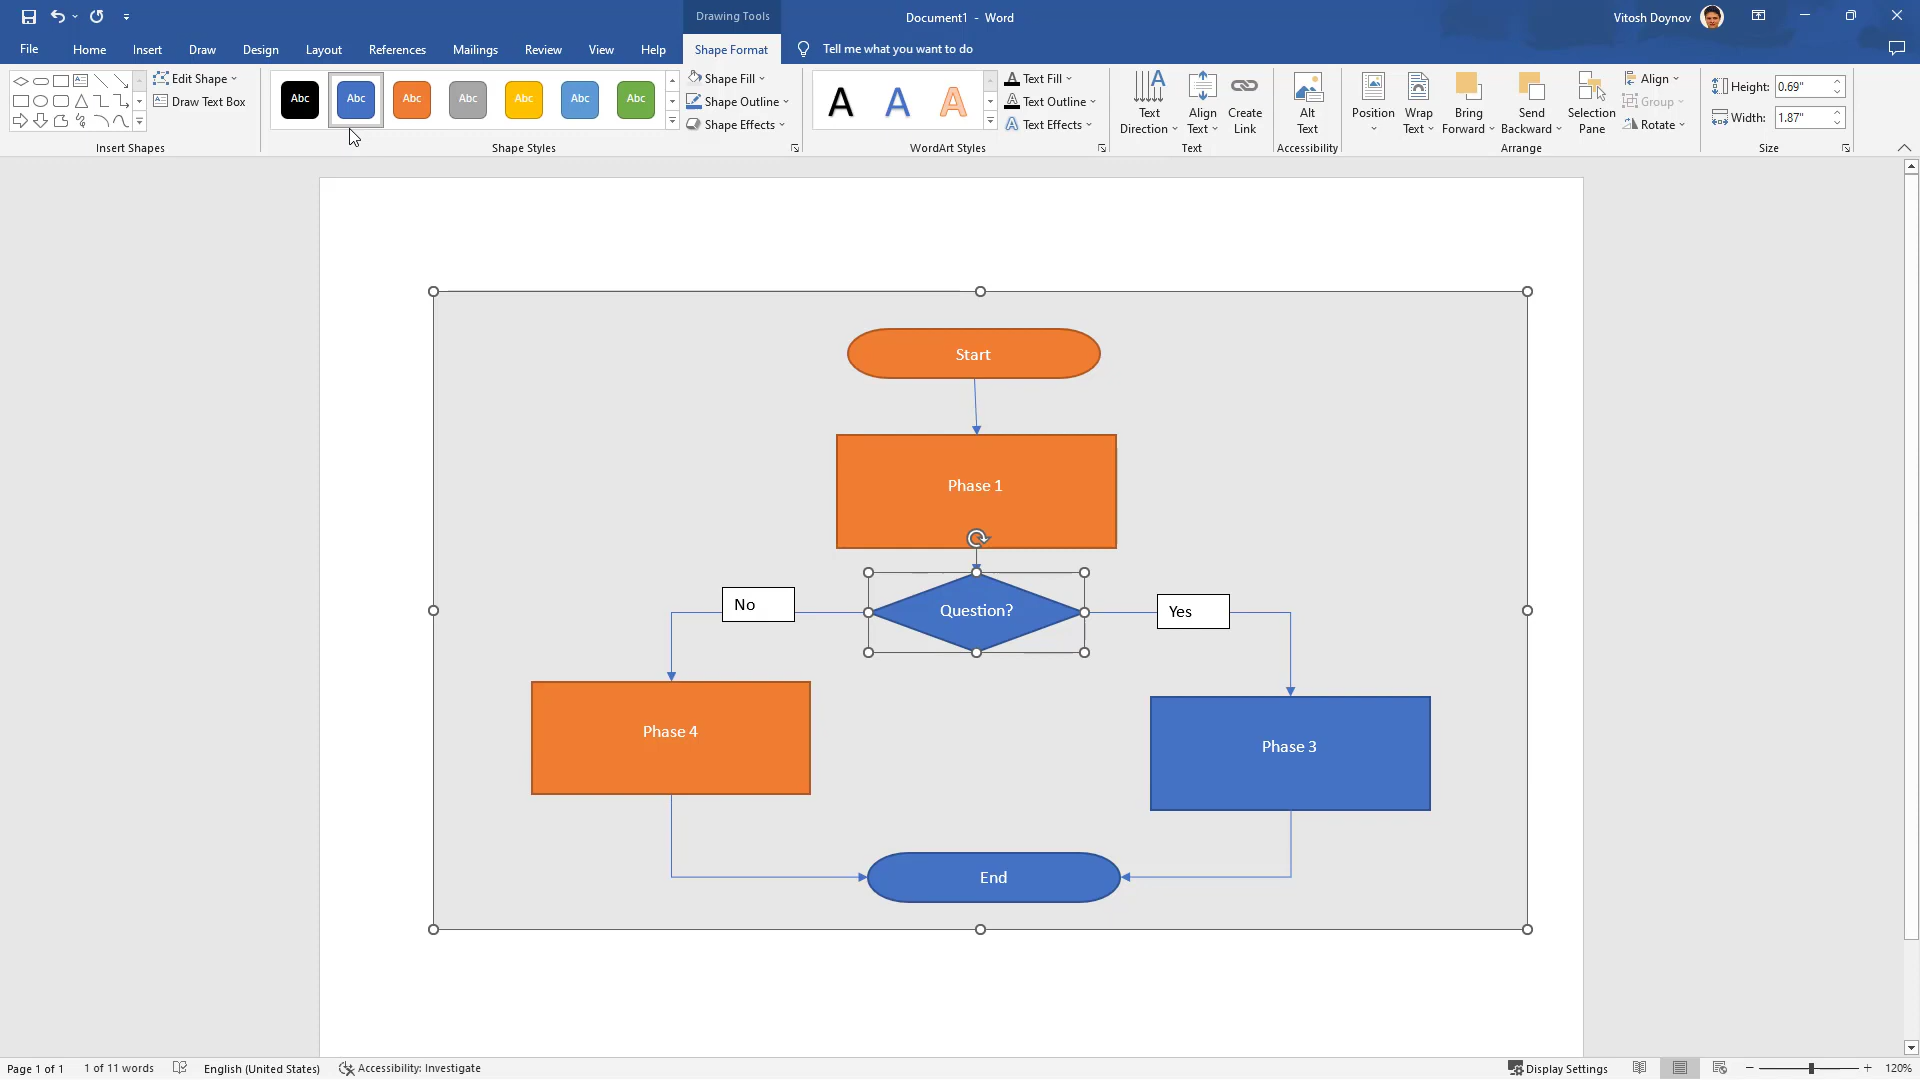 Drawing Tools
Document1 - Word
Vitosh Doynov
File Home Insert Draw Design Layout References Mailings Review View Help Shape Format Tell me what you want to do
Edit Shape
Draw Text Box
Insert Shapes
Abc Abc Abc Abc Abc Abc Abc
Shape Fill
Shape Outline
Shape Effects
Shape Styles
A A A
Text Fill
Text Outline
Text Effects
WordArt Styles
Text Direction
Align Text
Create Link
Text
Alt Text
Accessibility
Position
Wrap Text
Bring Forward
Send Backward
Selection Pane
Align
Group
Rotate
Arrange
Height: 0.69"
Width: 1.87"
Size
Start
Phase 1
No
Question?
Yes
Phase 4
Phase 3
End
Page 1 of 1 1 of 11 words English (United States) Accessibility: Investigate Display Settings 120%